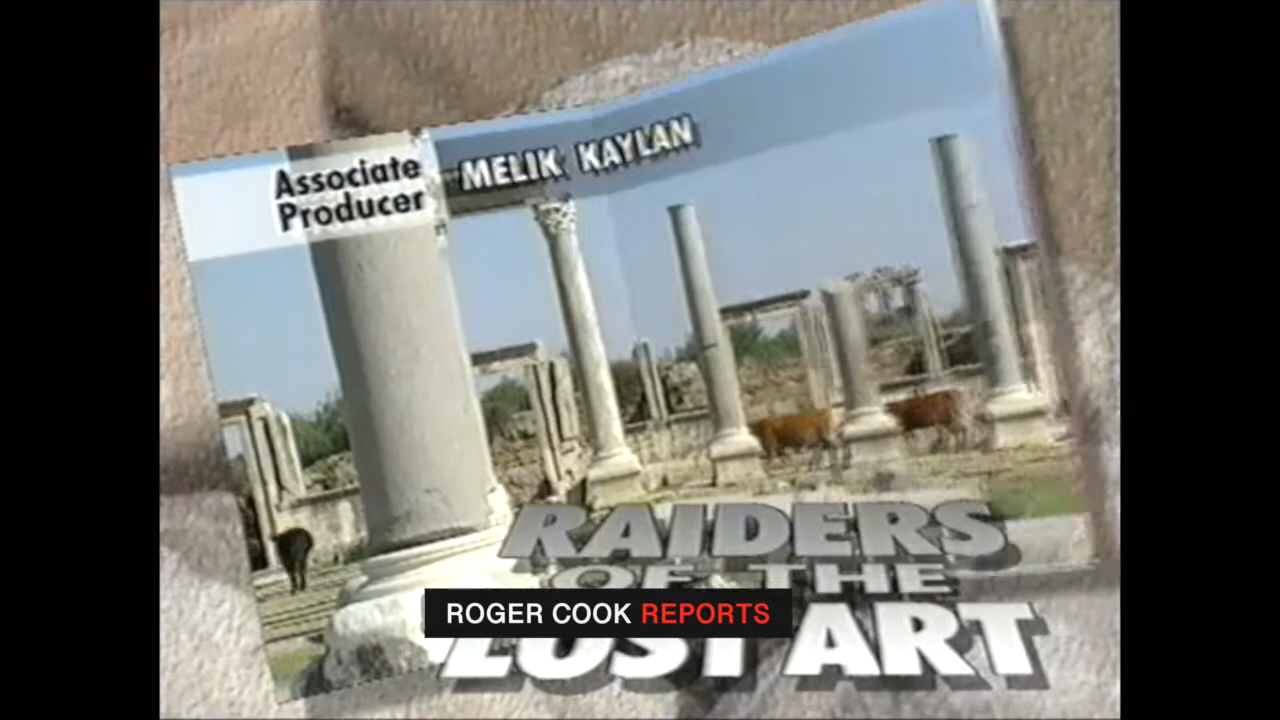 Associate
Producer
MELIK KAYLAN
RAIDERS
OF THE
LOST ART
ROGER COOK REPORTS